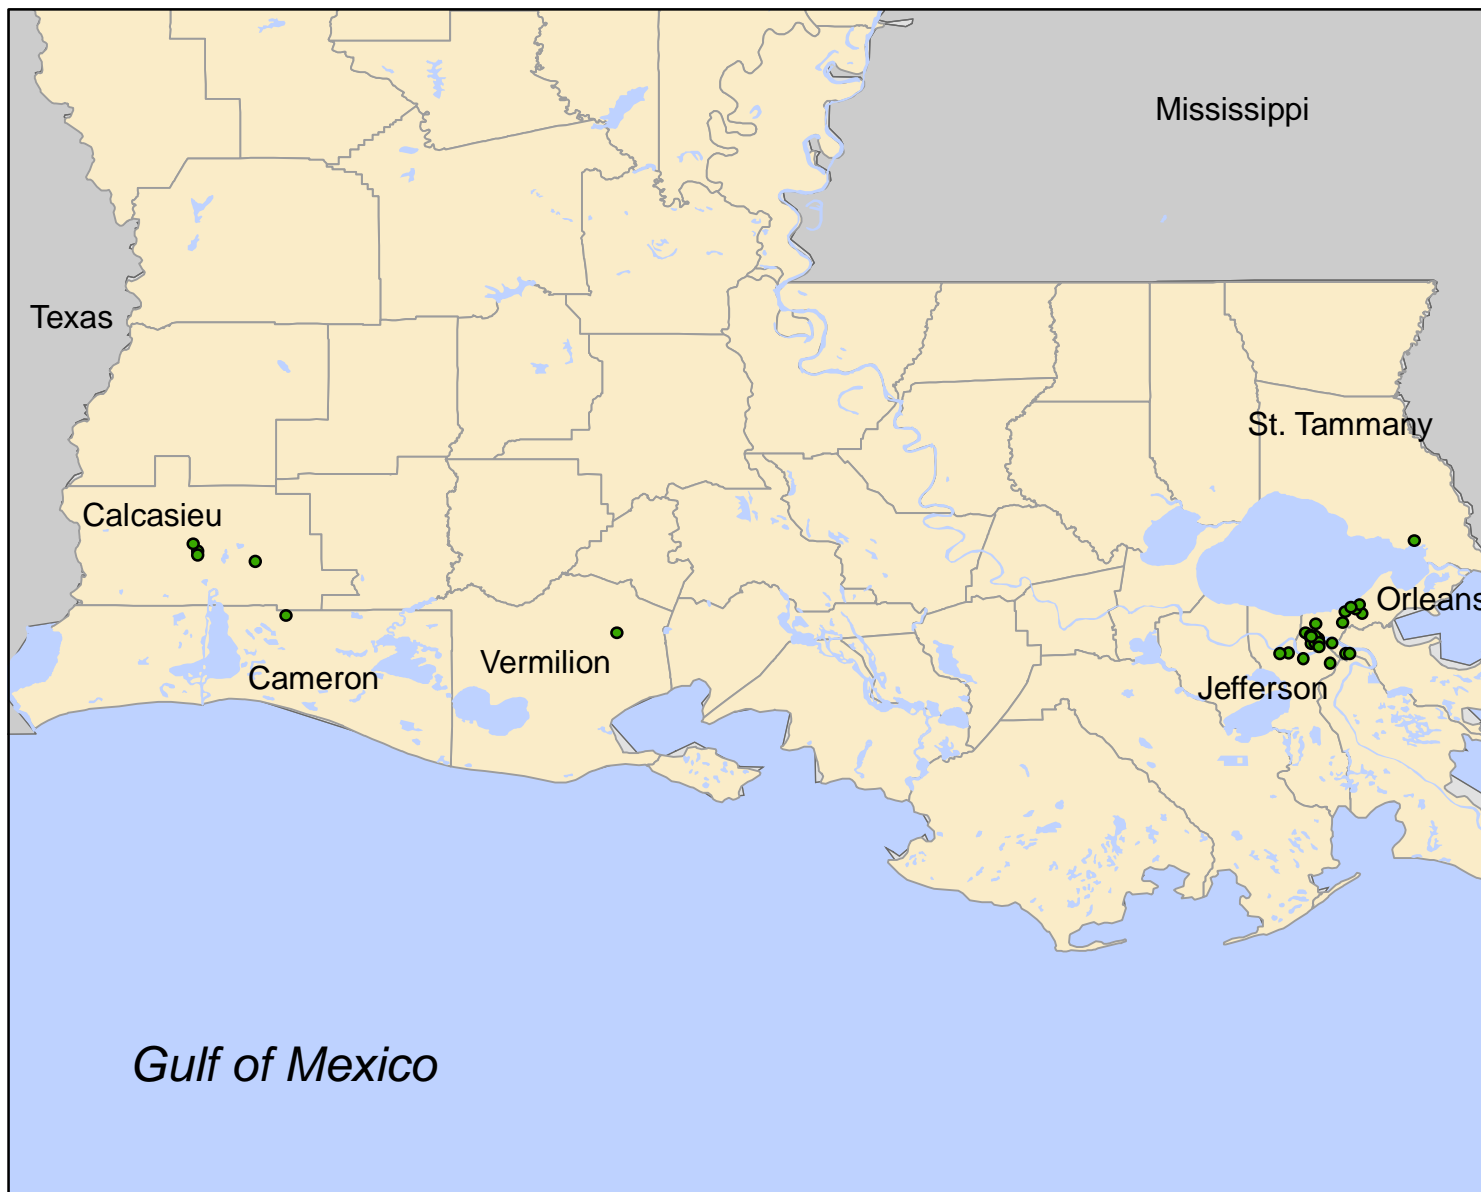 Mississippi
Texas
St. Tammany
Calcasieu
Orleans
Vermilion
Cameron
Jefferson
Gulf of Mexico